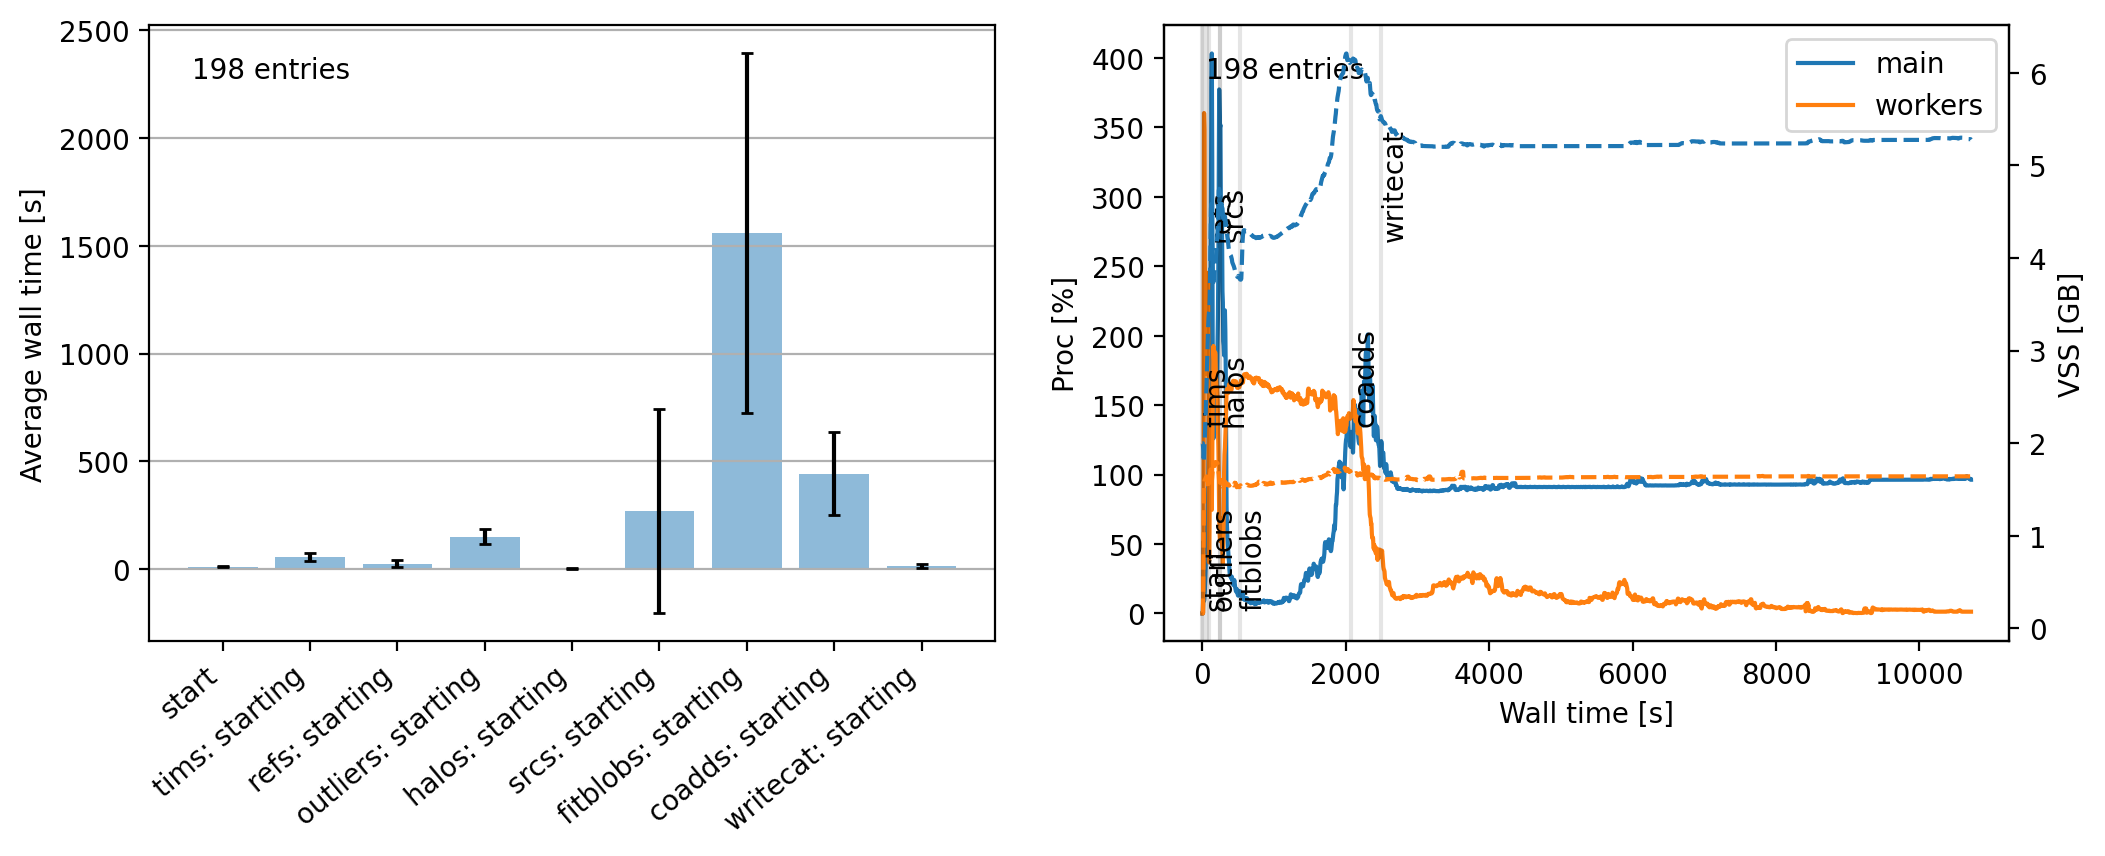 2500
2000
1500
1000
500
0
Average wall time [s]
198 entries
start
tims: starting
refs: starting
outliers: starting
halos: starting
srcs: starting
fitblobs: starting
coadds: starting
writecat: starting
400
350
300
250
200
150
100
50
0
Proc [%]
198 entries
main
workers
start
tims
outliers
halos
srcs
fitblobs
coadds
writecat
0
2000
4000
6000
8000
10000
Wall time [s]
6
5
4
3
2
1
0
VSS [GB]